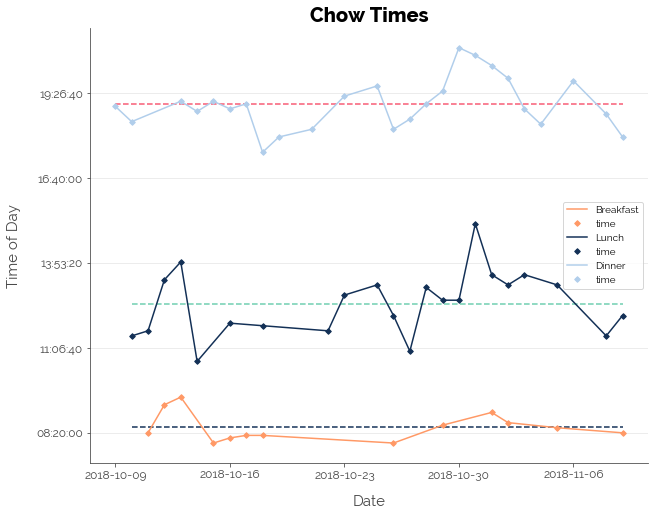 Chow Times
Time of Day
19:26:40
16:40:00
13:53:20
11:06:40
08:20:00
Breakfast
time
Lunch
time
Dinner
time
2018-10-09
2018-10-16
2018-10-23
2018-10-30
2018-11-06
Date